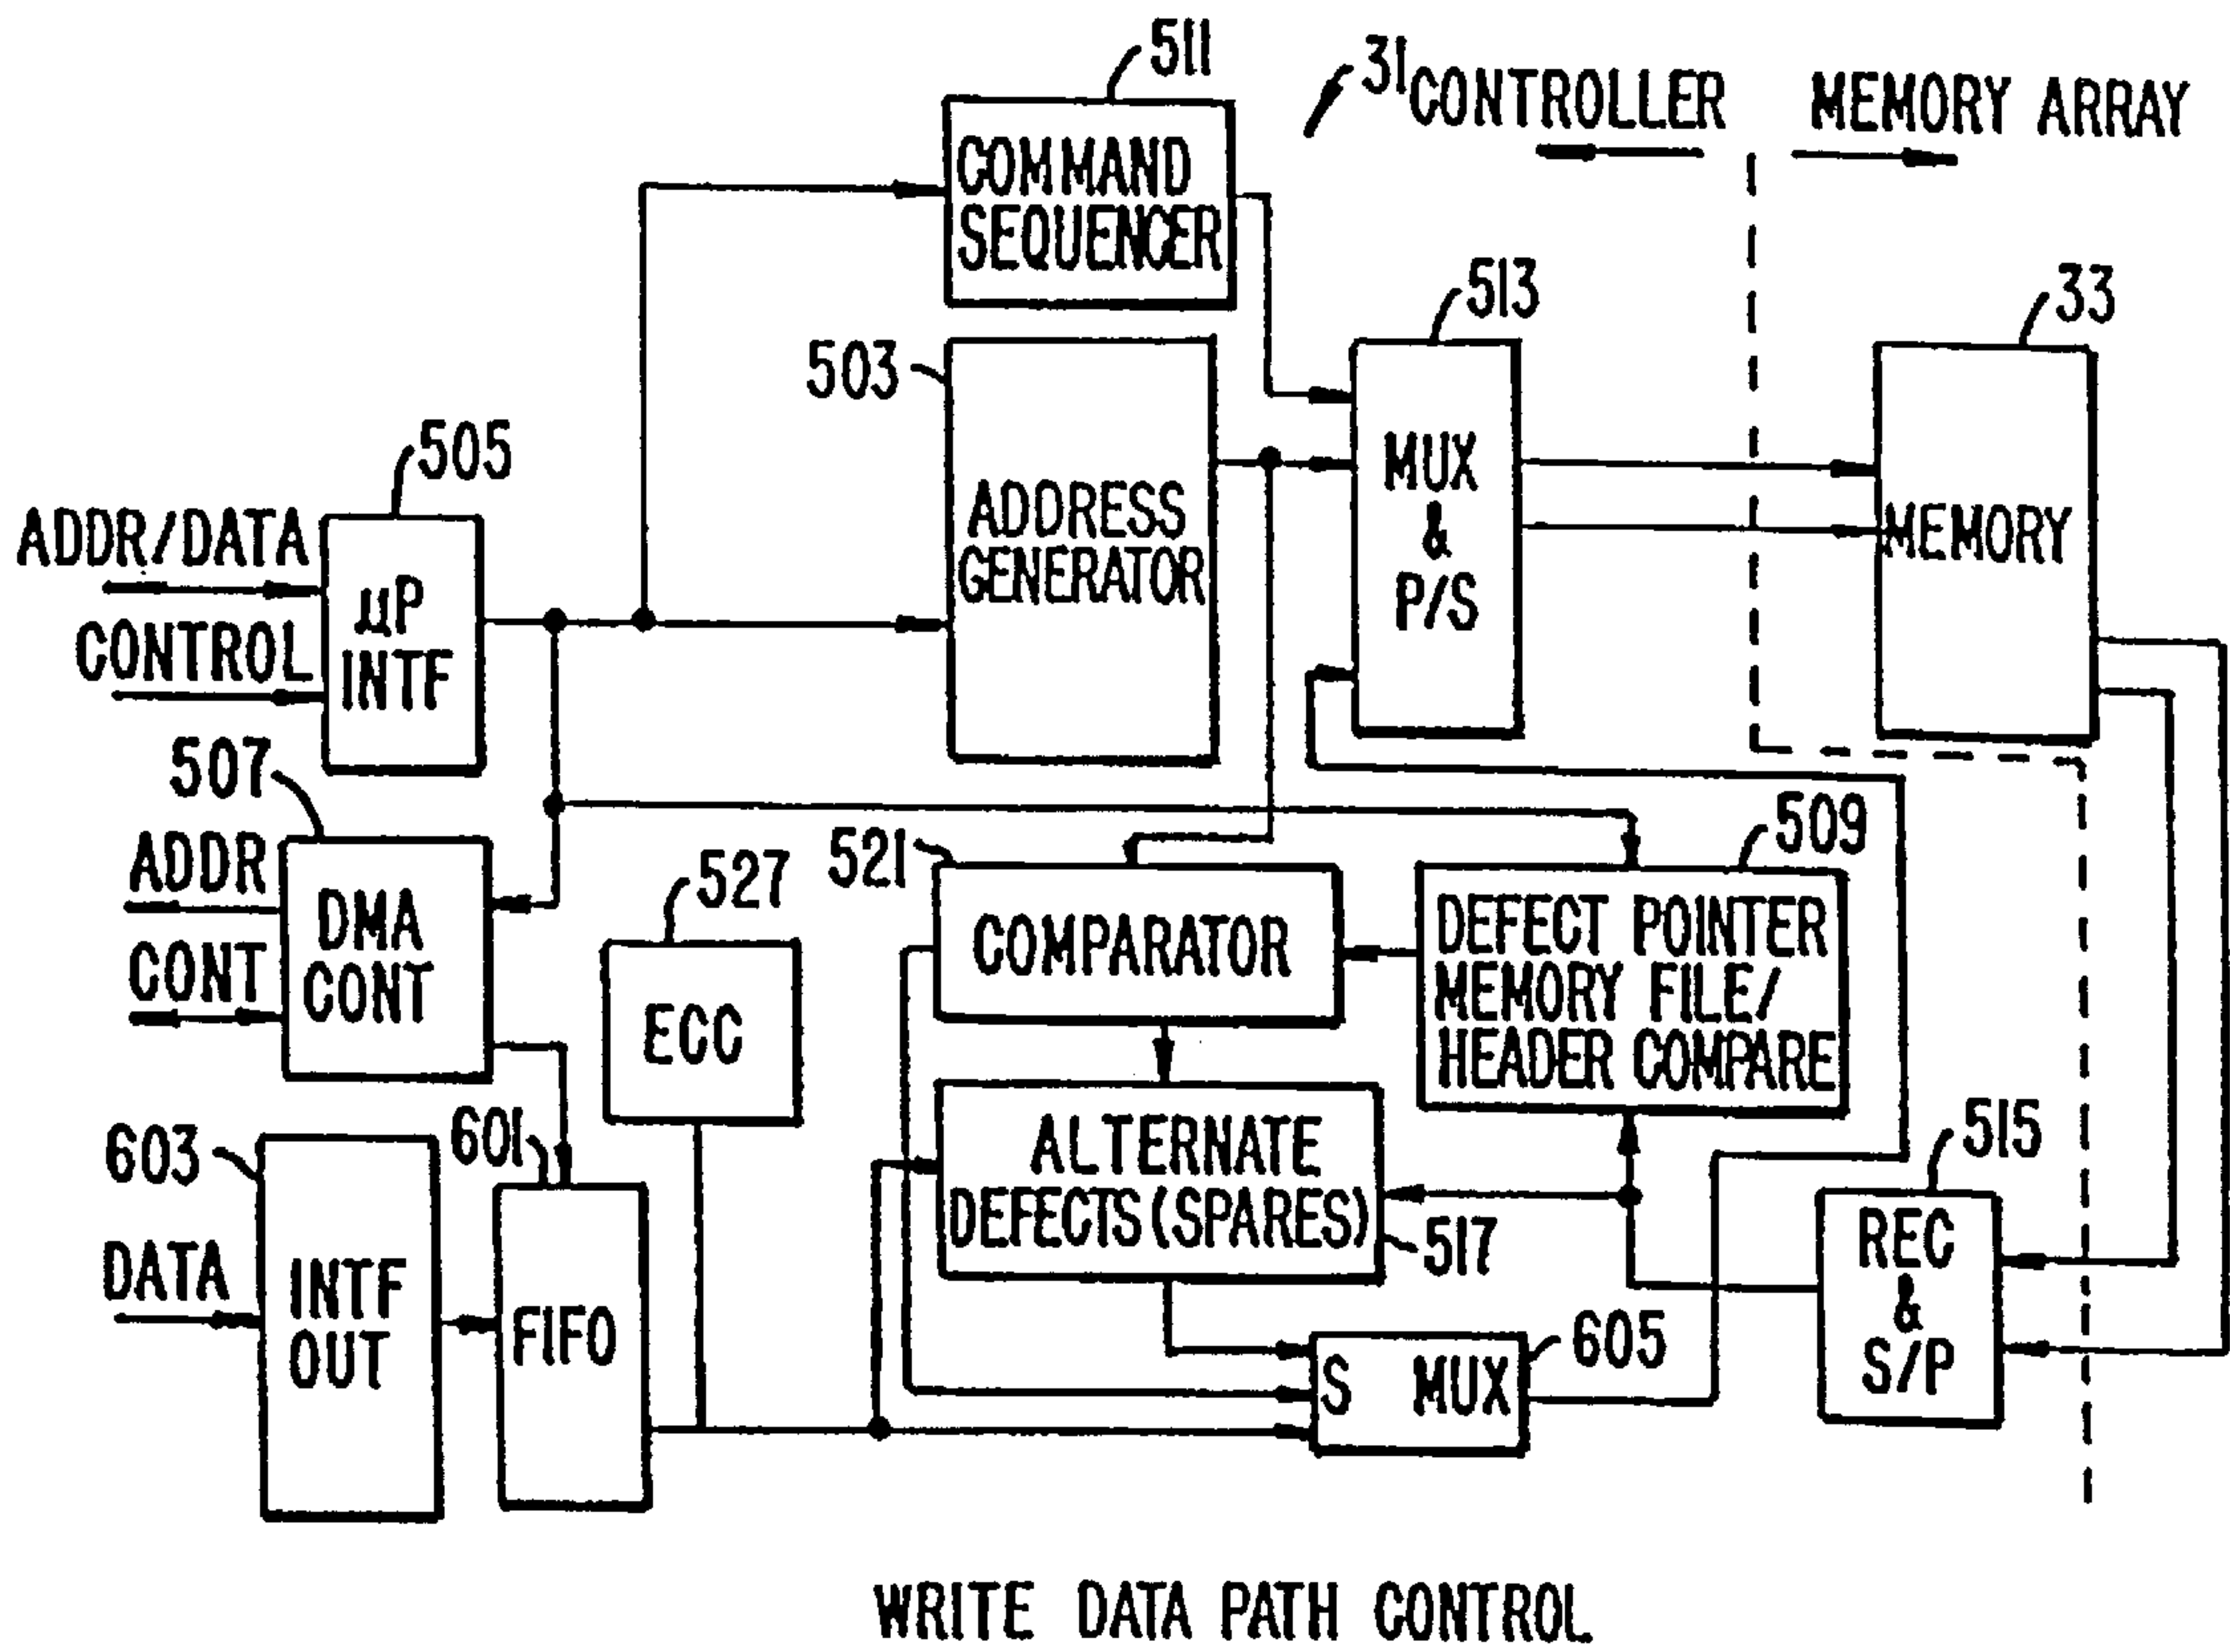 511
31 CONTROLLER
MEMORY ARRAY
COMMAND
SEQUENCER
513
33
503
505
ADDRESS
GENERATOR
MUX
&
P/S
MEMORY
ADDR/DATA
CONTROL
µP
INTF
507
ADDR
CONT
DMA
CONT
527
ECC
521
COMPARATOR
509
DEFECT POINTER
MEMORY FILE/
HEADER COMPARE
603
601
DATA
INTF
OUT
FIFO
ALTERNATE
DEFECTS (SPARES)
517
515
REC
&
S/P
605
S MUX
WRITE DATA PATH CONTROL